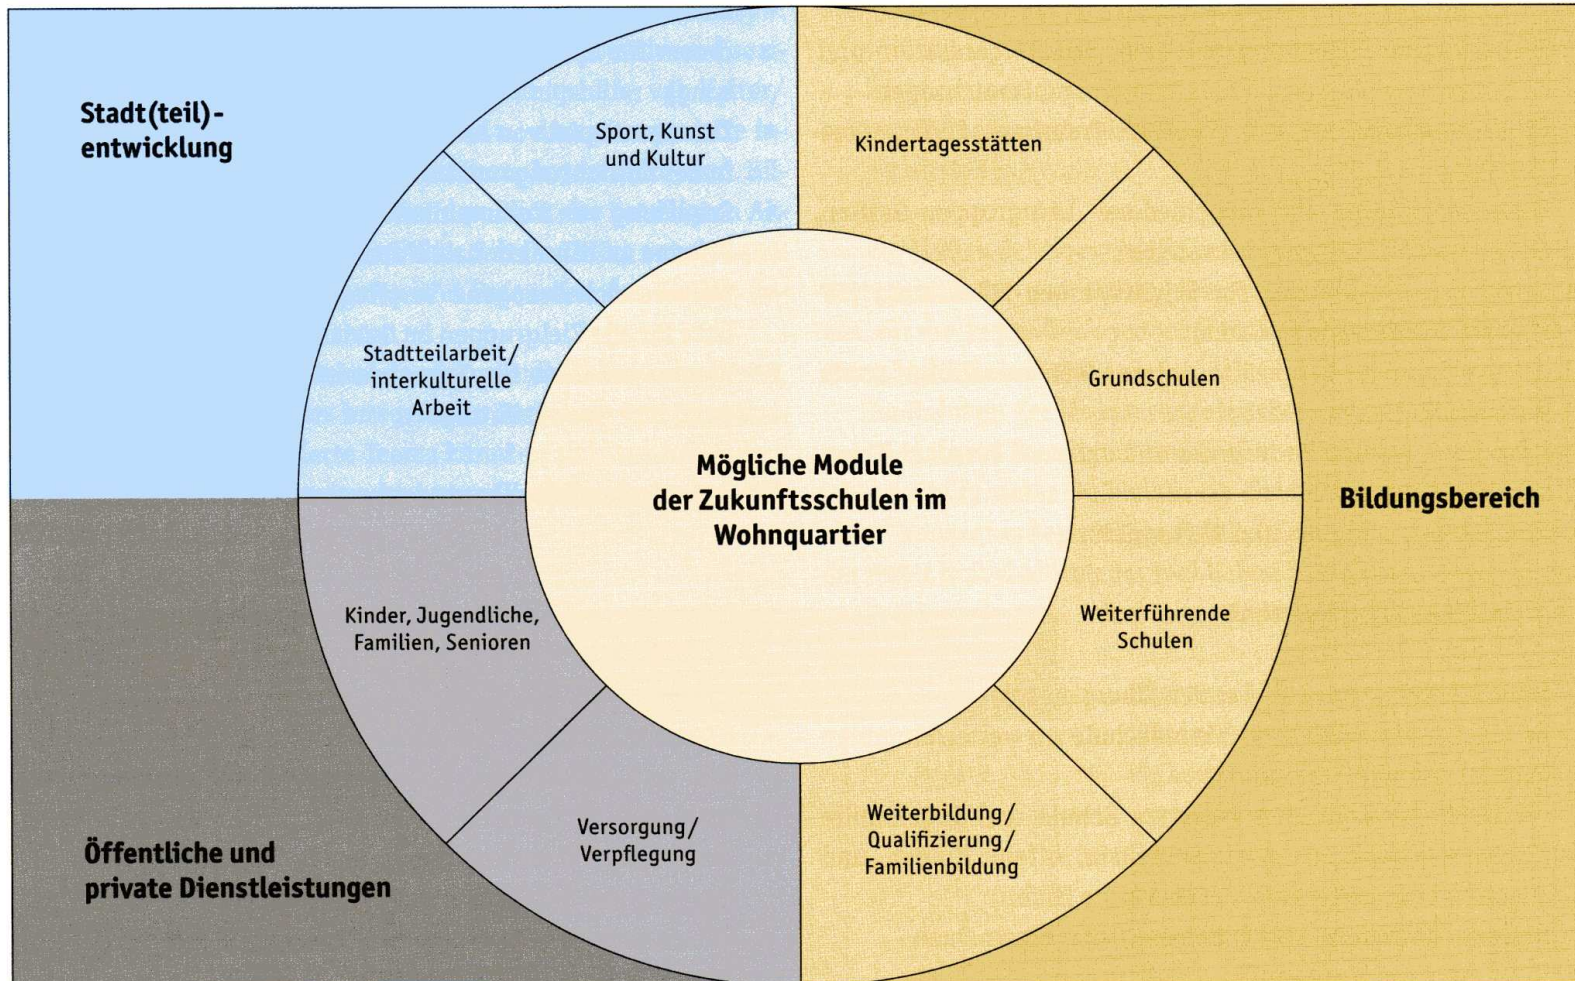 Stadt(teil)-
entwicklung
Sport, Kunst
und Kultur
Kindertagesstätten
Stadtteilarbeit/
interkulturelle
Arbeit
Grundschulen
Mögliche Module
der Zukunftsschulen im
Wohnquartier
Bildungsbereich
Kinder, Jugendliche,
Familien, Senioren
Weiterführende
Schulen
Versorgung/
Verpflegung
Weiterbildung/
Qualifizierung/
Familienbildung
Öffentliche und
private Dienstleistungen